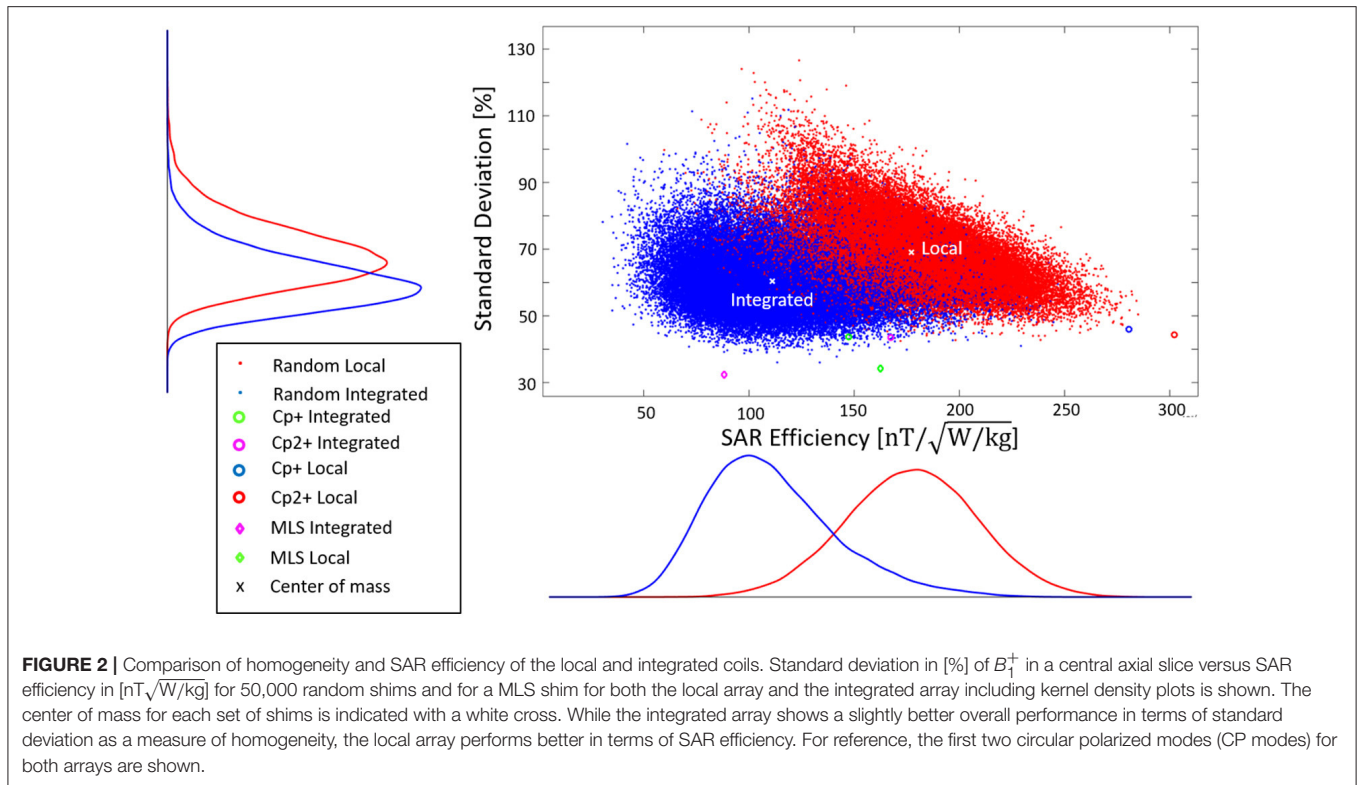 130
110
90
70
50
30
Standard Deviation [%]
Local
Integrated
50
100
150
200
250
300
SAR Efficiency [nT/√W/kg]
Random Local
Random Integrated
Cp+ Integrated
Cp2+ Integrated
Cp+ Local
Cp2+ Local
MLS Integrated
MLS Local
x Center of mass
FIGURE 2 | Comparison of homogeneity and SAR efficiency of the local and integrated coils. Standard deviation in [%] of B₁⁺ in a central axial slice versus SAR
efficiency in [nT√W/kg] for 50,000 random shims and for a MLS shim for both the local array and the integrated array including kernel density plots is shown. The
center of mass for each set of shims is indicated with a white cross. While the integrated array shows a slightly better overall performance in terms of standard
deviation as a measure of homogeneity, the local array performs better in terms of SAR efficiency. For reference, the first two circular polarized modes (CP modes) for
both arrays are shown.